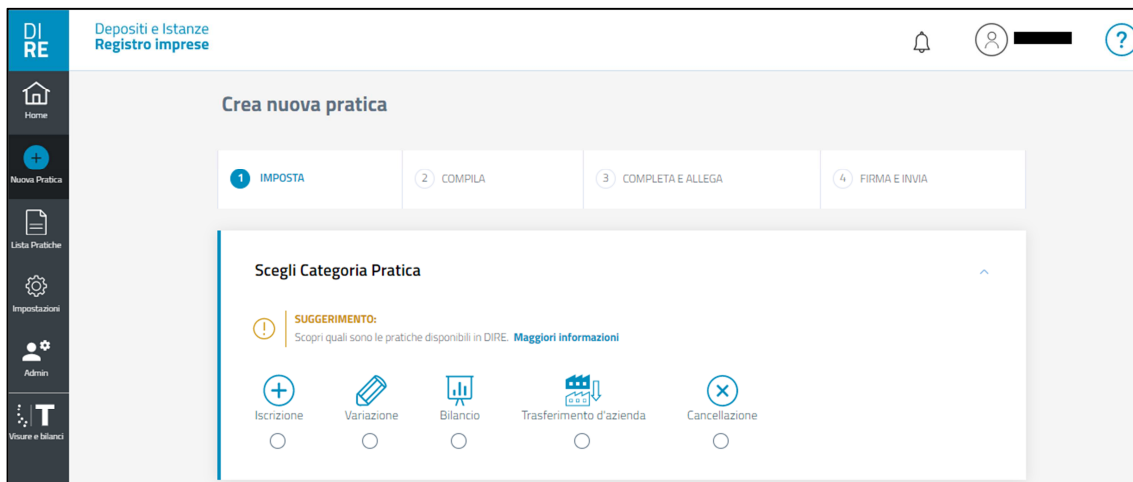 DI
RE
Depositi e Istanze
Registro imprese
?
Home
Nuova Pratica
Lista Pratiche
Impostazioni
Admin
T
Visure e bilanci
Crea nuova pratica
1 IMPOSTA
2 COMPILA
3 COMPLETA E ALLEGA
4 FIRMA E INVIA
Scegli Categoria Pratica
SUGGERIMENTO:
Scopri quali sono le pratiche disponibili in DIRE. Maggiori informazioni
Iscrizione
Variazione
Bilancio
Trasferimento d'azienda
Cancellazione